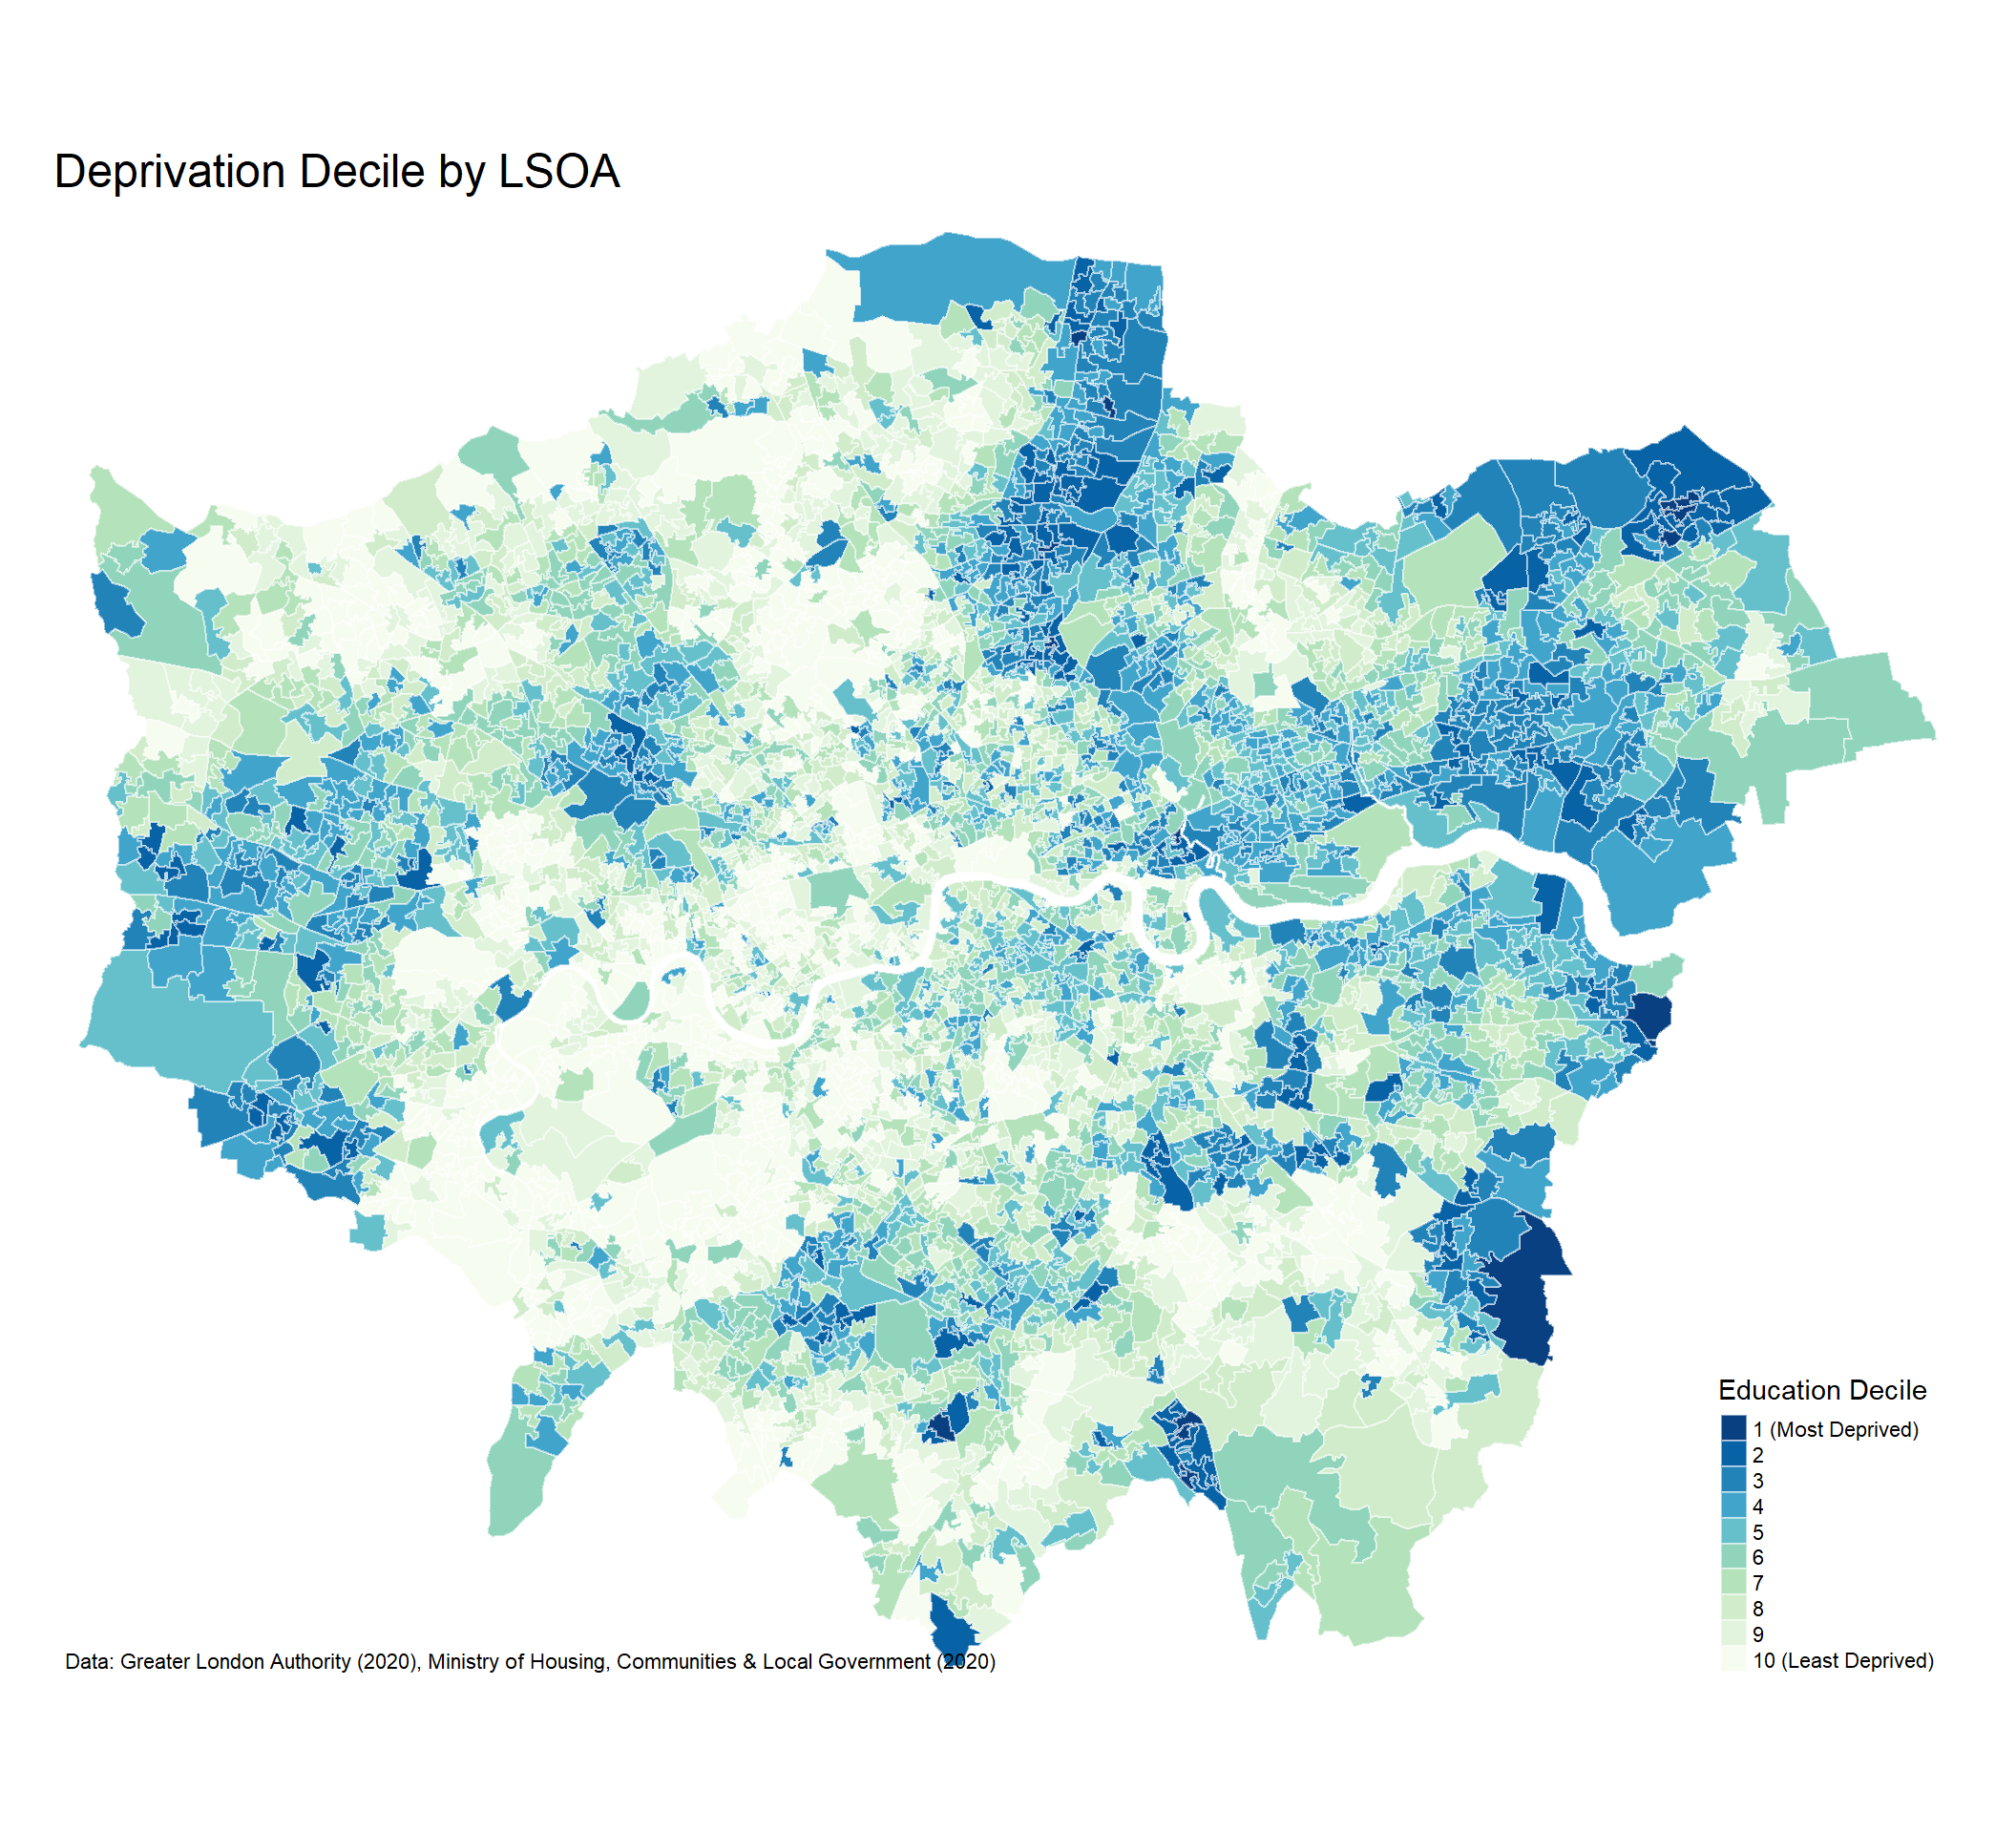 Deprivation Decile by LSOA
Education Decile
1 (Most Deprived)
2
3
4
5
6
7
8
9
10 (Least Deprived)
Data: Greater London Authority (2020), Ministry of Housing, Communities & Local Government (2020)